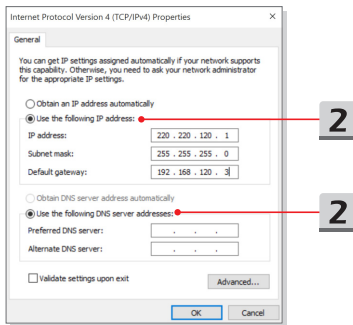 Internet Protocol Version 4 (TCP/IPv4) Properties
General
You can get IP settings assigned automatically if your network supports
this capability. Otherwise, you need to ask your network administrator
for the appropriate IP settings.
Obtain an IP address automatically
Use the following IP address:
2
IP address: 220 . 220 . 120 . 1
Subnet mask: 255 . 255 . 255 . 0
Default gateway: 192 . 168 . 120 . 3
Obtain DNS server address automatically
Use the following DNS server addresses:
2
Preferred DNS server: . . .
Alternate DNS server: . . .
Validate settings upon exit
Advanced...
OK Cancel